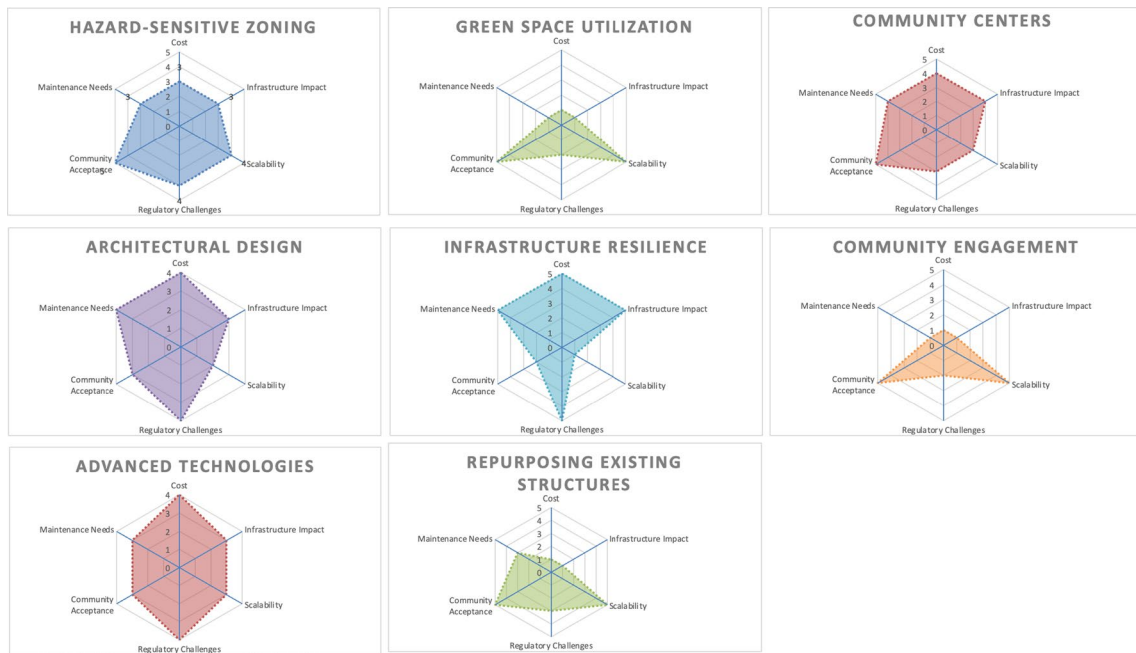 HAZARD-SENSITIVE ZONING
Cost
5
4
3
3
2
1
0
Maintenance Needs
3
Infrastructure Impact
3
Community
Acceptance
5
Scalability
4
4
Regulatory Challenges
GREEN SPACE UTILIZATION
Cost
Maintenance Needs
Infrastructure Impact
Community
Acceptance
Scalability
Regulatory Challenges
COMMUNITY CENTERS
Cost
5
4
3
2
1
0
Maintenance Needs
Infrastructure Impact
Community
Acceptance
Scalability
Regulatory Challenges
ARCHITECTURAL DESIGN
Cost
4
3
2
1
0
Maintenance Needs
Infrastructure Impact
Community
Acceptance
Scalability
Regulatory Challenges
INFRASTRUCTURE RESILIENCE
Cost
5
4
3
2
1
0
Maintenance Needs
Infrastructure Impact
Community
Acceptance
Scalability
Regulatory Challenges
COMMUNITY ENGAGEMENT
Cost
5
4
3
2
1
0
Maintenance Needs
Infrastructure Impact
Community
Acceptance
Scalability
Regulatory Challenges
ADVANCED TECHNOLOGIES
Cost
4
3
2
1
0
Maintenance Needs
Infrastructure Impact
Community
Acceptance
Scalability
Regulatory Challenges
REPURPOSING EXISTING
STRUCTURES
Cost
5
4
3
2
1
0
Maintenance Needs
Infrastructure Impact
Community
Acceptance
Scalability
Regulatory Challenges